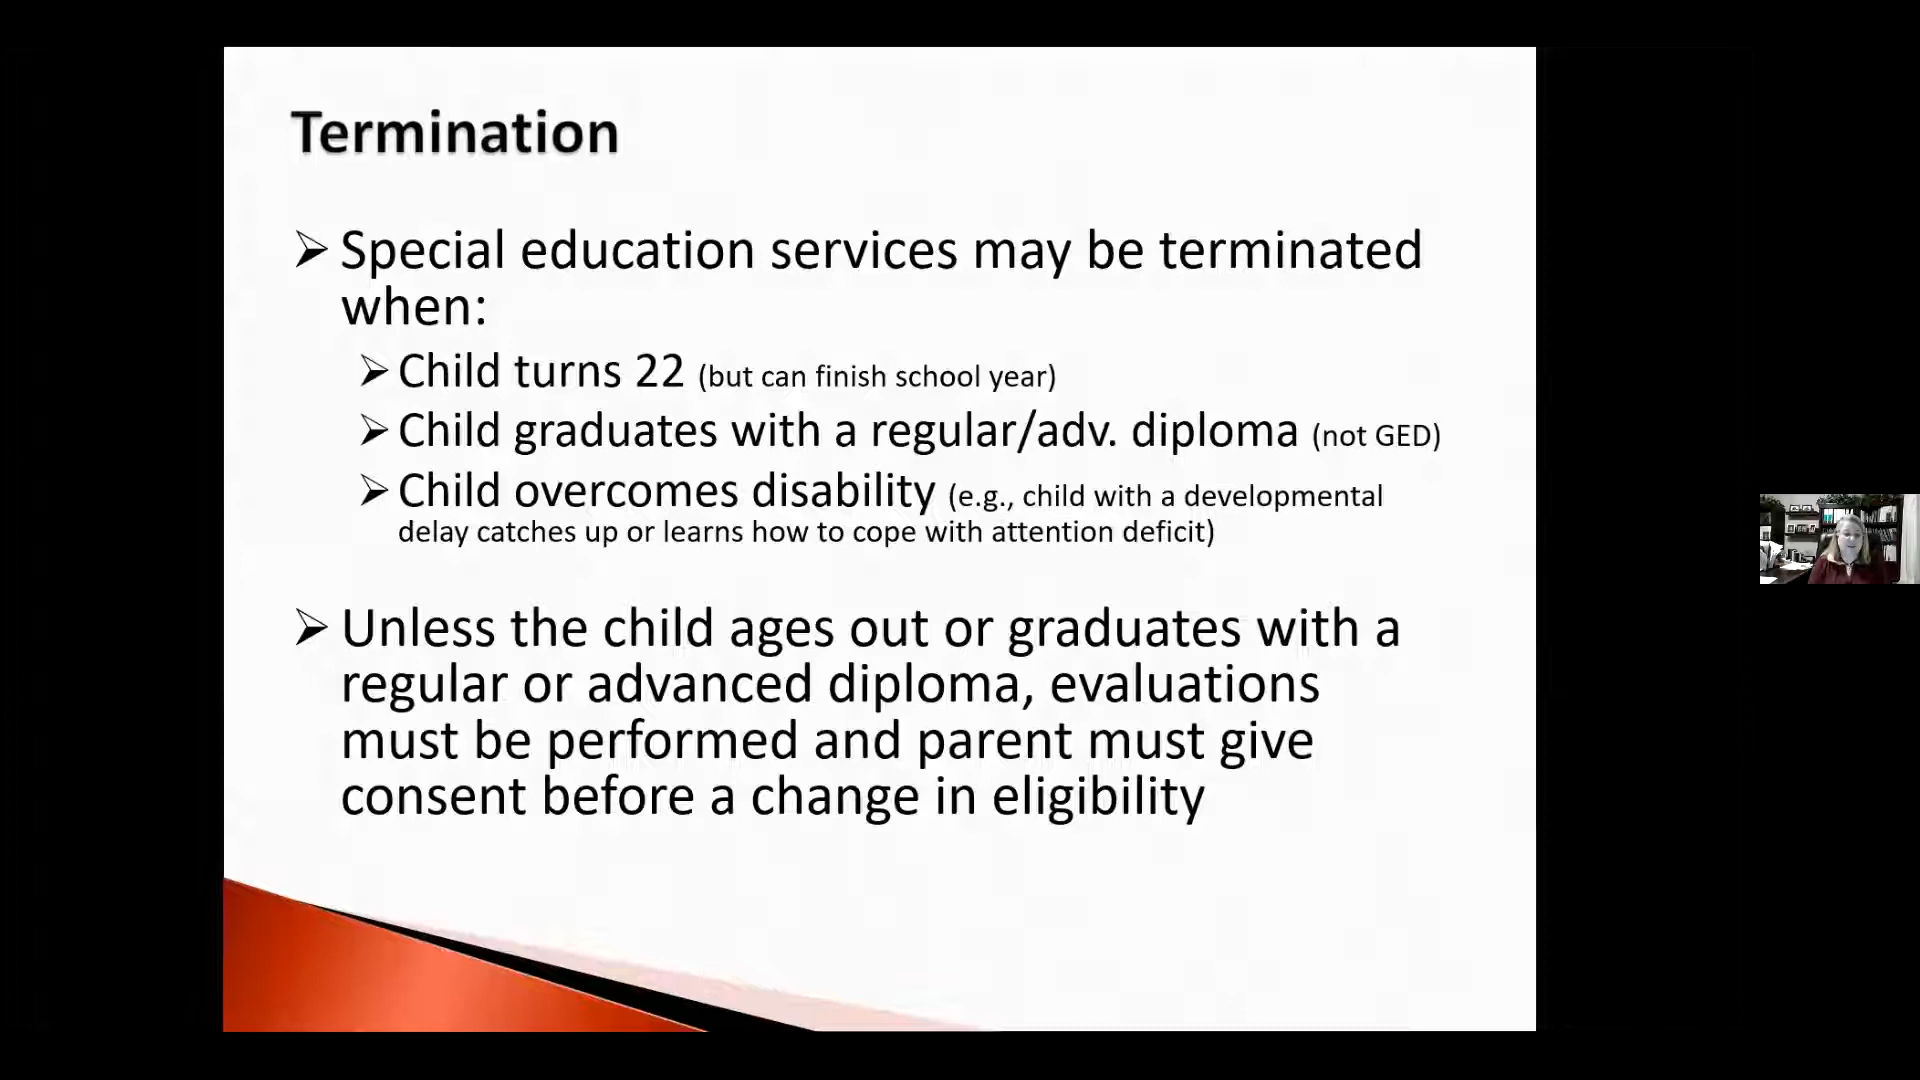 Termination
➢ Special education services may be terminated
when:
➢ Child turns 22 (but can finish school year)
➢ Child graduates with a regular/adv. diploma (not GED)
➢ Child overcomes disability (e.g., child with a developmental
delay catches up or learns how to cope with attention deficit)
➢ Unless the child ages out or graduates with a
regular or advanced diploma, evaluations
must be performed and parent must give
consent before a change in eligibility